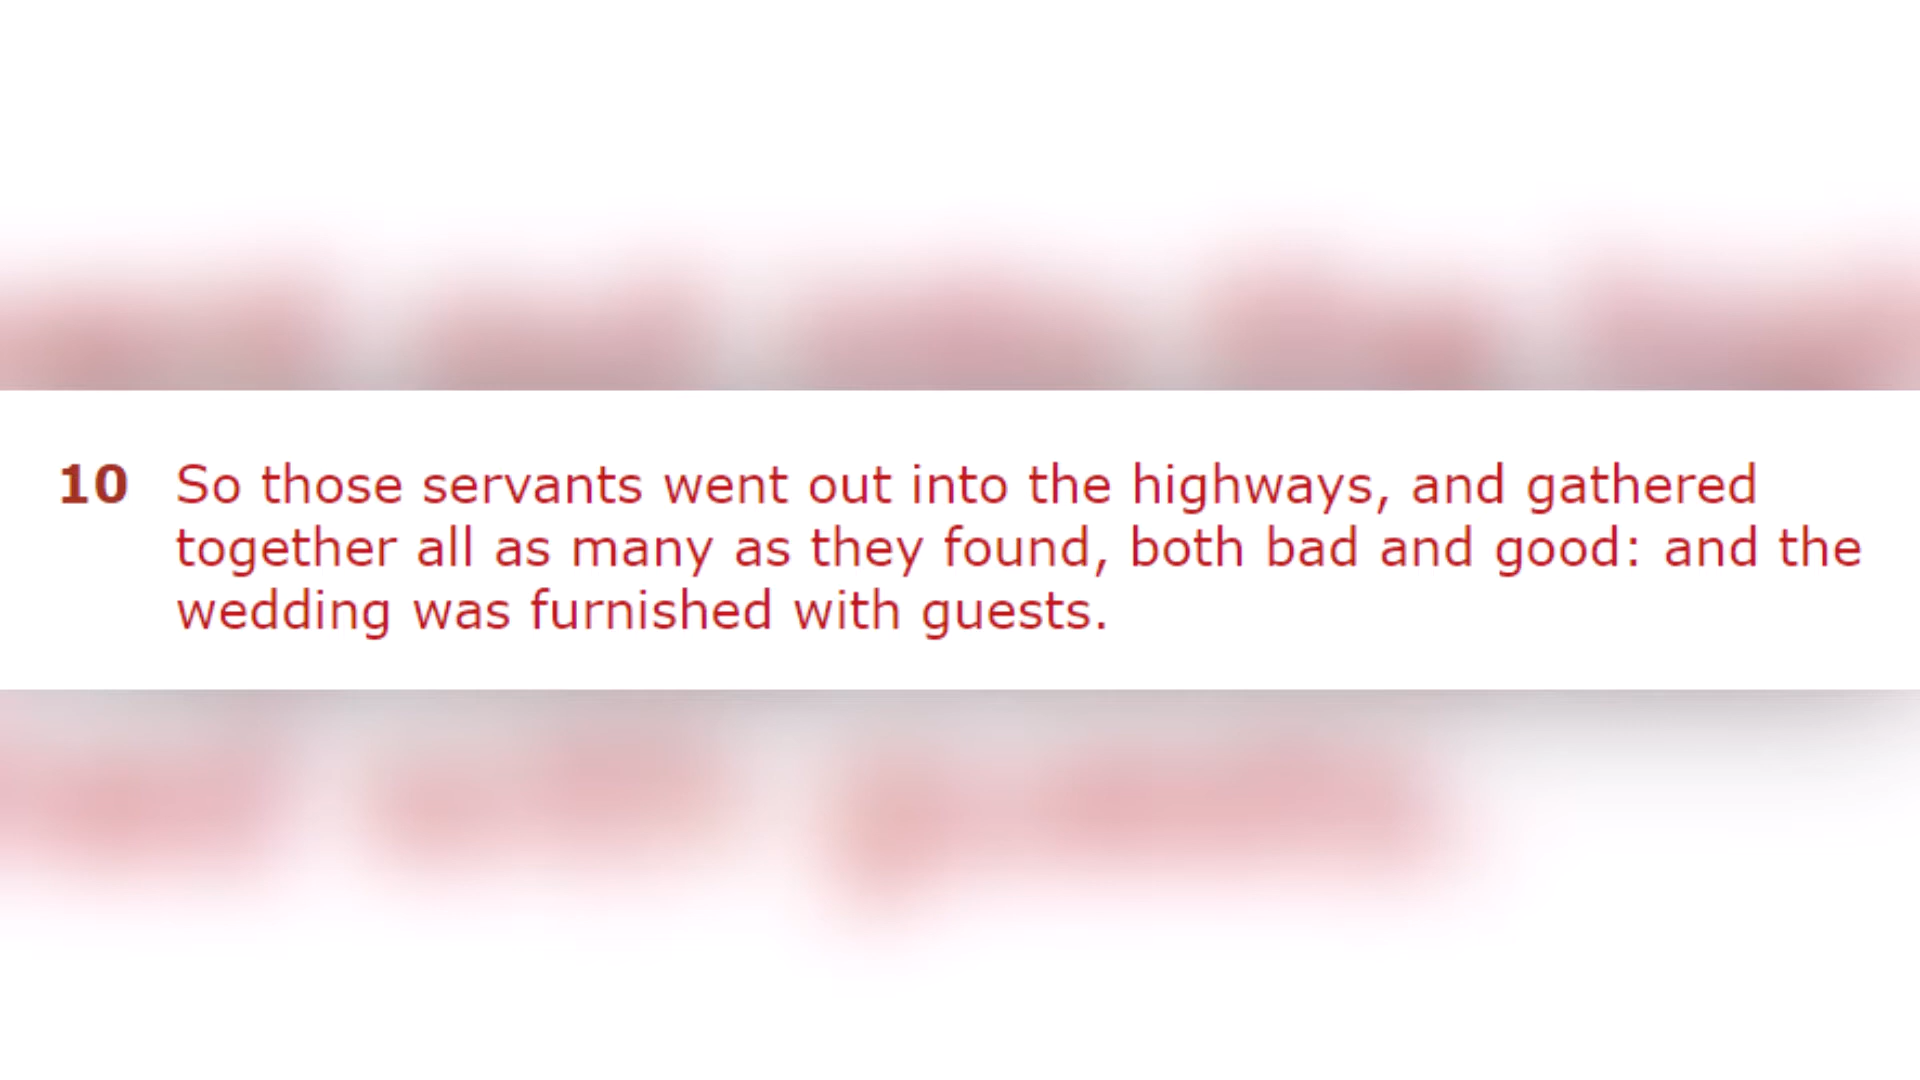 10 So those servants went out into the highways, and gathered
together all as many as they found, both bad and good: and the
wedding was furnished with guests.